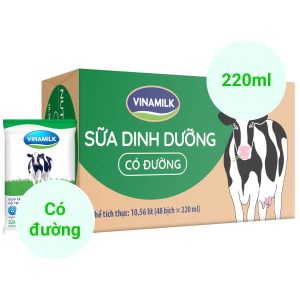 220ml
VINAMILK
SỮA DINH DƯỠNG
CÓ ĐƯỜNG
Vinamilk
Có
đường
Thể tích thực: 10,56 lít (48 bịch x 220 ml)